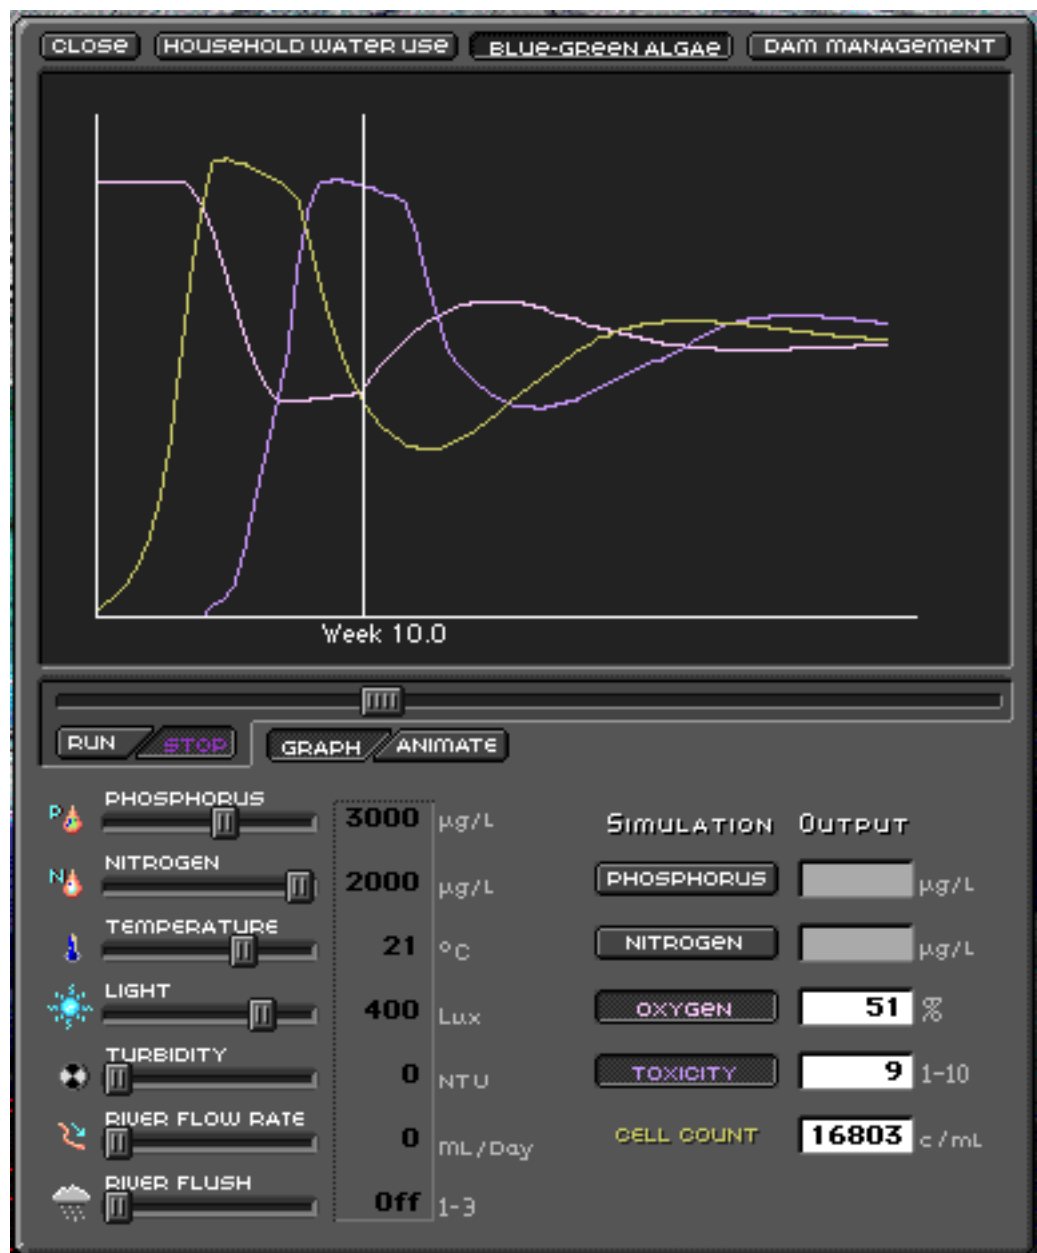 CLOSE HOUSEHOLD WATER USE BLUE-GREEN ALGAE DAM MANAGEMENT
Week 10.0
RUN STOP GRAPH ANIMATE
PHOSPHORUS
P 3000 µg/L
NITROGEN
N 2000 µg/L
TEMPERATURE
21 °C
LIGHT
400 Lux
TURBIDITY
0 NTU
RIVER FLOW RATE
0 ML/Day
RIVER FLUSH
Off 1-3
SIMULATION OUTPUT
PHOSPHORUS µg/L
NITROGEN µg/L
OXYGEN 51 %
TOXICITY 9 1-10
CELL COUNT 16803 c/mL